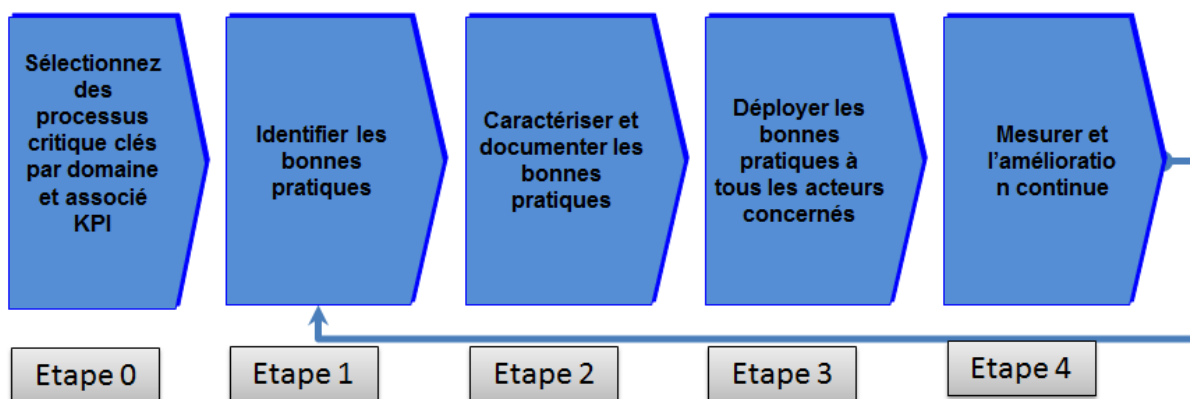 Sélectionnez
des
processus
critique clés
par domaine
et associé
KPI
Identifier les
bonnes
pratiques
Caractériser et
documenter les
bonnes
pratiques
Déployer les
bonnes
pratiques à
tous les acteurs
concernés
Mesurer et
l’amélioratio
n continue
Etape 0
Etape 1
Etape 2
Etape 3
Etape 4